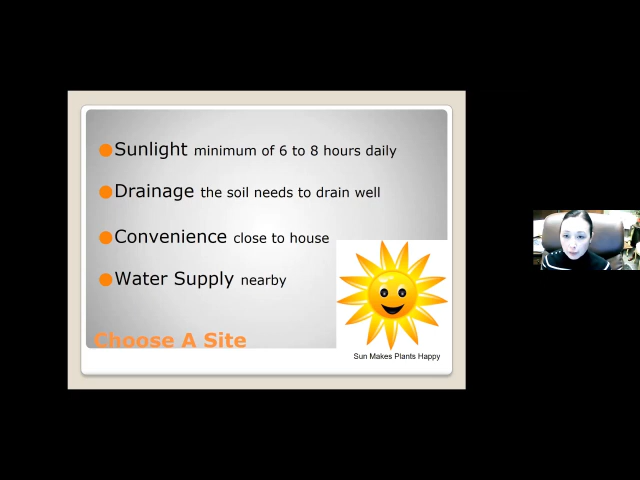 Sunlight minimum of 6 to 8 hours daily
Drainage the soil needs to drain well
Convenience close to house
Water Supply nearby
Choose A Site
Sun Makes Plants Happy